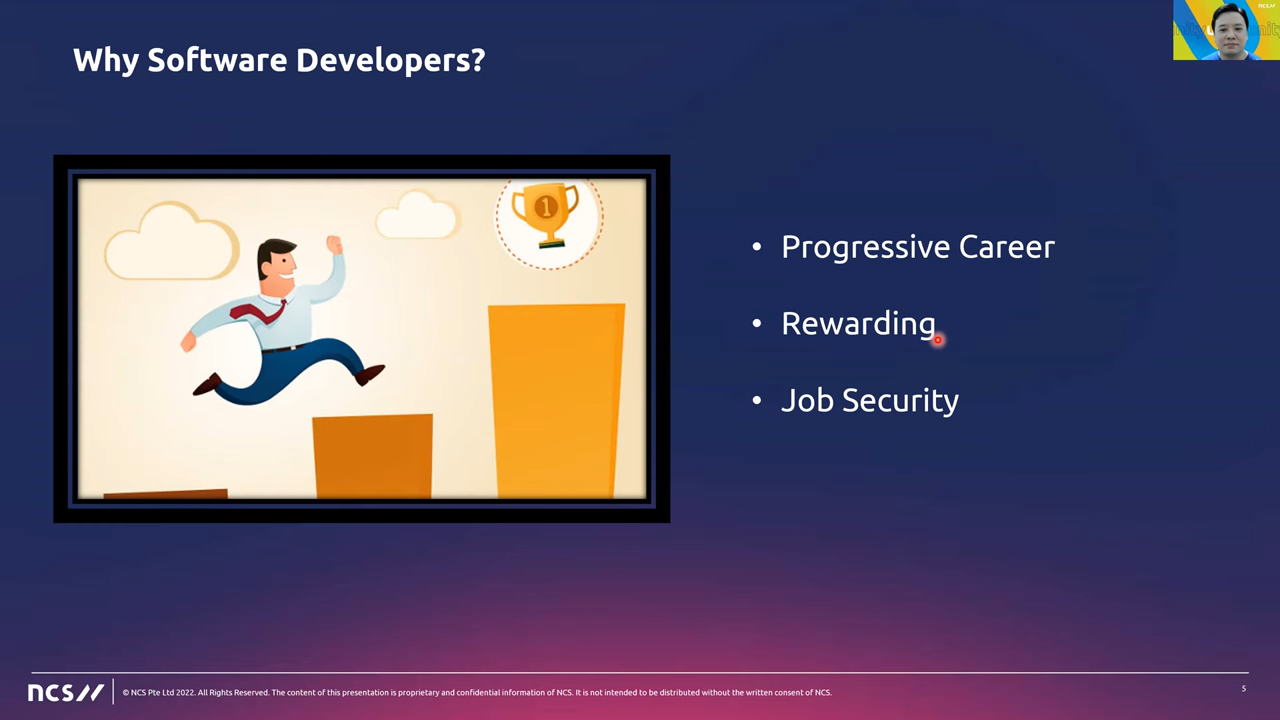 Why Software Developers?
ncs//
1
• Progressive Career
• Rewarding
• Job Security
ncs//
© NCS Pte Ltd 2022. All Rights Reserved. The content of this presentation is proprietary and confidential information of NCS. It is not intended to be distributed without the written consent of NCS.
5